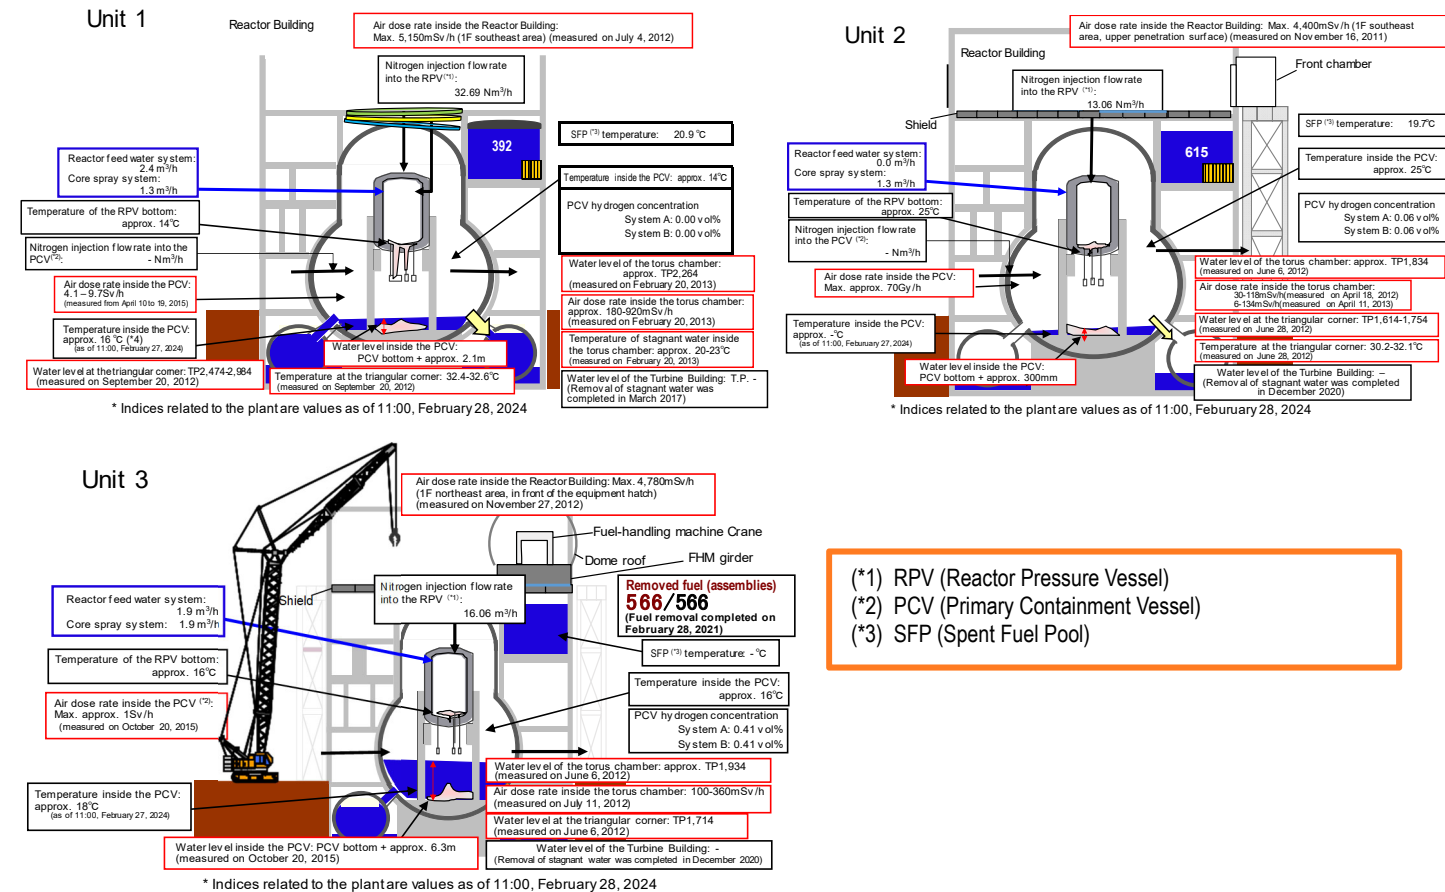 Unit 1
Reactor Building
Air dose rate inside the Reactor Building:
Max. 5,150mSv/h (1F southeast area) (measured on July 4, 2012)
Nitrogen injection flow rate
into the RPV(*1):
32.69 Nm3/h
392
SFP (*3) temperature: 20.9 °C
Reactor feed water system:
2.4 m3/h
Core spray system:
1.3 m3/h
Temperature inside the PCV: approx. 14°C
PCV hydrogen concentration
System A: 0.00 vol%
System B: 0.00 vol%
Temperature of the RPV bottom:
approx. 14°C
Nitrogen injection flow rate into the
PCV(*2):
- Nm3/h
Air dose rate inside the PCV:
4.1 – 9.7Sv/h
(measured from April 10 to 19, 2015)
Temperature inside the PCV:
approx. 16 °C (*4)
(as of 11:00, February 27, 2024)
Water level at the triangular corner: TP2,474-2,984
(measured on September 20, 2012)
Water level inside the PCV:
PCV bottom + approx. 2.1m
Temperature at the triangular corner: 32.4-32.6°C
(measured on September 20, 2012)
Water level of the torus chamber:
approx. TP2,264
(measured on February 20, 2013)
Air dose rate inside the torus chamber:
approx. 180-920mSv/h
(measured on February 20, 2013)
Temperature of stagnant water inside
the torus chamber: approx. 20-23°C
(measured on February 20, 2013)
Water level of the Turbine Building: T.P. -
(Removal of stagnant water was
completed in March 2017)
* Indices related to the plant are values as of 11:00, February 28, 2024
Unit 2
Reactor Building
Air dose rate inside the Reactor Building: Max. 4,400mSv/h (1F southeast
area, upper penetration surface) (measured on November 16, 2011)
Front chamber
Nitrogen injection flow rate
into the RPV (*1):
13.06 Nm3/h
Shield
615
SFP (*3) temperature: 19.7°C
Reactor feed water system:
0.0 m3/h
Core spray system:
1.3 m3/h
Temperature inside the PCV:
approx. 25°C
Temperature of the RPV bottom:
approx. 25°C
PCV hydrogen concentration
System A: 0.06 vol%
System B: 0.06 vol%
Nitrogen injection flow rate
into the PCV (*2):
- Nm3/h
Air dose rate inside the PCV:
Max. approx. 70Gy/h
Temperature inside the PCV:
approx. -°C
(as of 11:00, Feburuary 27, 2024)
Water level inside the PCV:
PCV bottom + approx. 300mm
Water level of the torus chamber: approx. TP1,834
(measured on June 6, 2012)
Air dose rate inside the torus chamber:
30-118mSv/h(measured on April 18, 2012)
6-134mSv/h(measured on April 11, 2013)
Water level at the triangular corner: TP1,614-1,754
(measured on June 28, 2012)
Temperature at the triangular corner: 30.2-32.1°C
(measured on June 28, 2012)
Water level of the Turbine Building: –
(Removal of stagnant water was completed
in December 2020)
* Indices related to the plant are values as of 11:00, Feburuary 28, 2024
Unit 3
Air dose rate inside the Reactor Building: Max. 4,780mSv/h
(1F northeast area, in front of the equipment hatch)
(measured on November 27, 2012)
Fuel-handling machine Crane
Dome roof
FHM girder
Shield
Nitrogen injection flow rate
into the RPV (*1):
16.06 m3/h
Removed fuel (assemblies)
566/566
(Fuel removal completed on
February 28, 2021)
Reactor feed water system:
1.9 m3/h
Core spray system: 1.9 m3/h
SFP (*3) temperature: - °C
Temperature of the RPV bottom:
approx. 16°C
Temperature inside the PCV:
approx. 16°C
Air dose rate inside the PCV (*2):
Max. approx. 1Sv/h
(measured on October 20, 2015)
PCV hydrogen concentration
System A: 0.41 vol%
System B: 0.41 vol%
Temperature inside the PCV:
approx. 18°C
(as of 11:00, February 27, 2024)
Water level of the torus chamber: approx. TP1,934
(measured on June 6, 2012)
Air dose rate inside the torus chamber: 100-360mSv/h
(measured on July 11, 2012)
Water level at the triangular corner: TP1,714
(measured on June 6, 2012)
Water level inside the PCV: PCV bottom + approx. 6.3m
(measured on October 20, 2015)
Water level of the Turbine Building: -
(Removal of stagnant water was completed in December 2020)
* Indices related to the plant are values as of 11:00, February 28, 2024
(*1) RPV (Reactor Pressure Vessel)
(*2) PCV (Primary Containment Vessel)
(*3) SFP (Spent Fuel Pool)